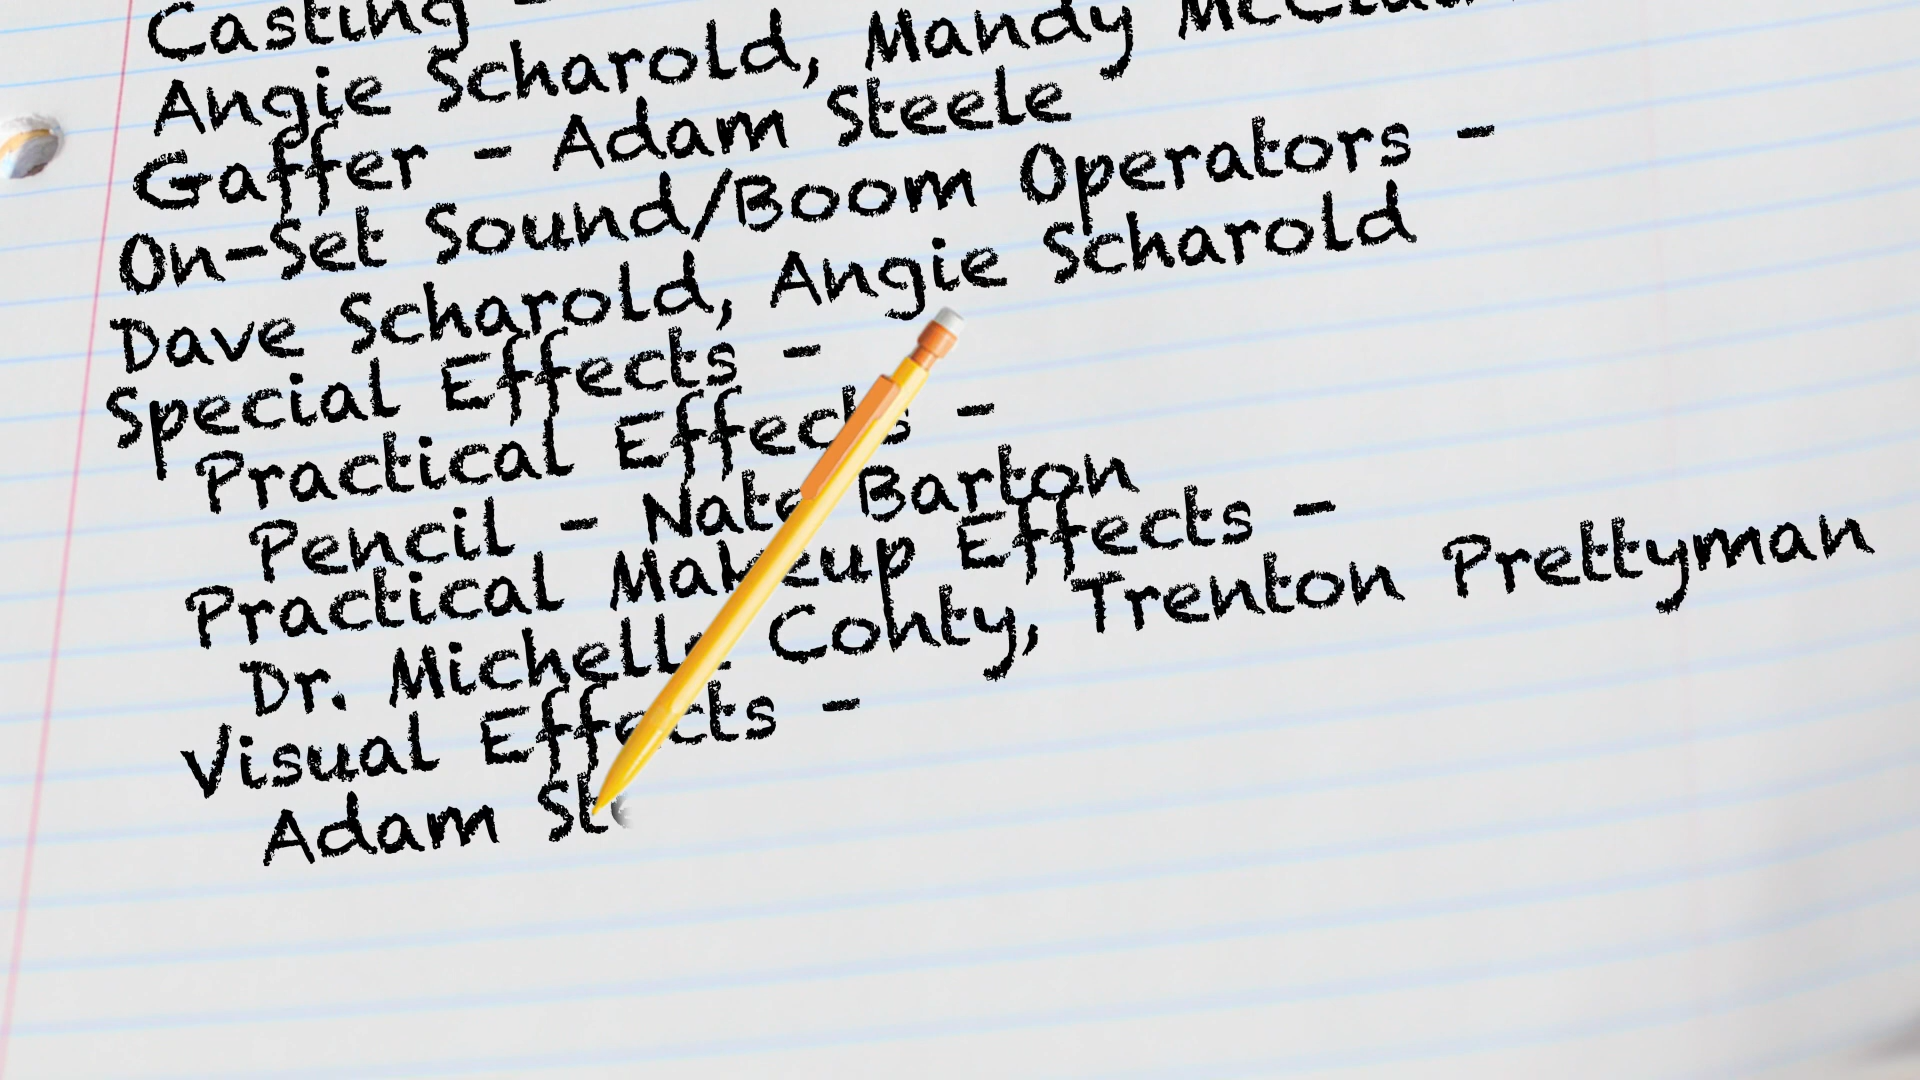 Casting -
Angie Scharold, Mandy
Gaffer - Adam Steele
On-Set Sound/Boom Operators -
Dave Scharold, Angie Scharold
Special Effects -
Practical Effects -
Pencil - Nate Barton
Practical Makeup Effects -
Dr. Michelle Conty, Trenton Prettyman
Visual Effects -
Adam